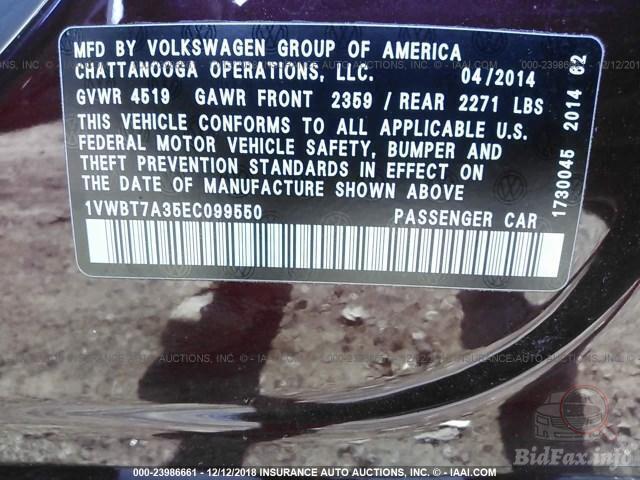 MFD BY VOLKSWAGEN GROUP OF AMERICA
CHATTANOOGA OPERATIONS, LLC. 04/2014
GVWR 4519 GAWR FRONT 2359 / REAR 2271 LBS
THIS VEHICLE CONFORMS TO ALL APPLICABLE U.S.
FEDERAL MOTOR VEHICLE SAFETY, BUMPER AND
THEFT PREVENTION STANDARDS IN EFFECT ON
THE DATE OF MANUFACTURE SHOWN ABOVE
1VWBT7A35EC099550 PASSENGER CAR
1730045 2014 62
BidFax.info
000-23986661 - 12/12/2018 INSURANCE AUTO AUCTIONS, INC. - © IAAI.COM